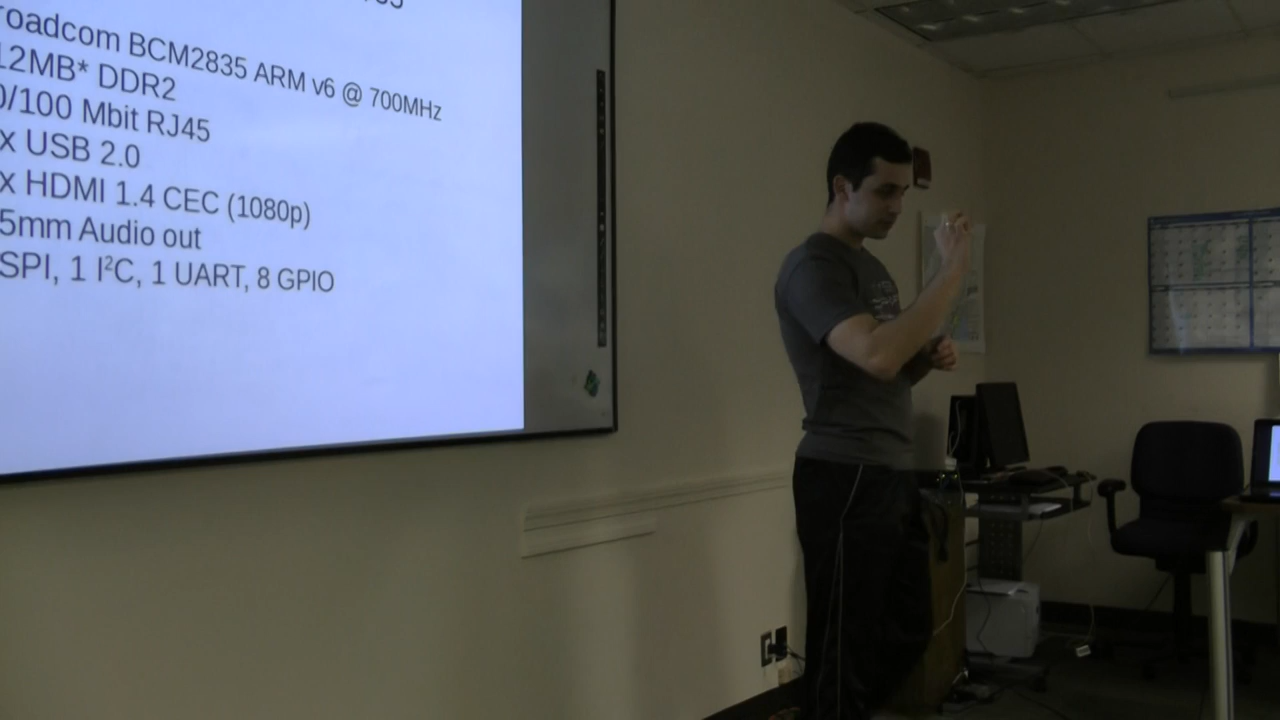 roadcom BCM2835 ARM v6 @ 700MHz
12MB* DDR2
0/100 Mbit RJ45
x USB 2.0
x HDMI 1.4 CEC (1080p)
5mm Audio out
SPI, 1 I²C, 1 UART, 8 GPIO